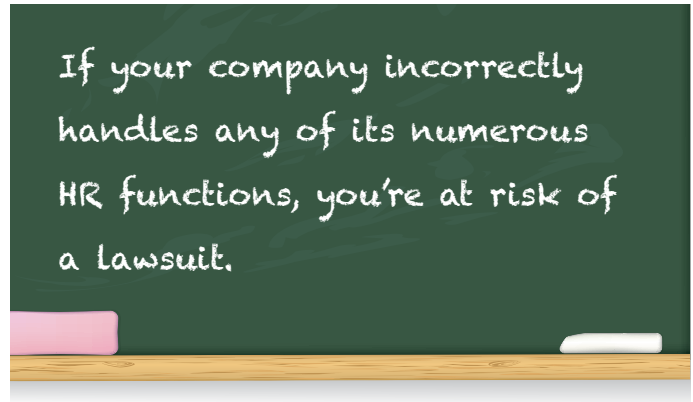 If your company incorrectly
handles any of its numerous
HR functions, you're at risk of
a lawsuit.